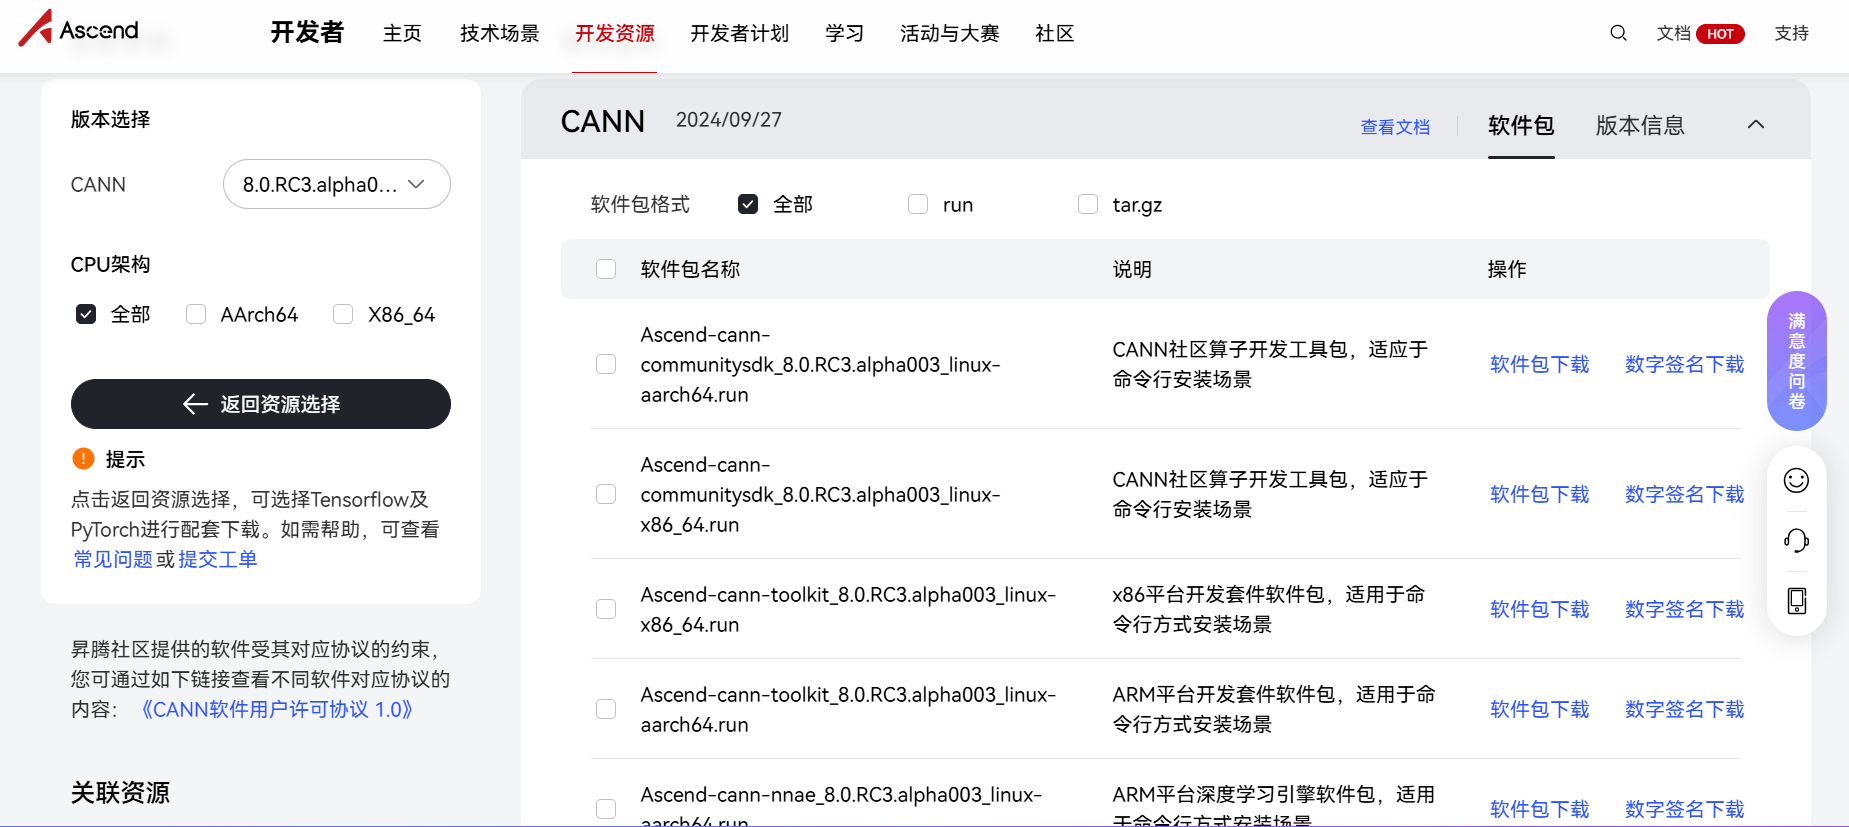 Ascend
开发者
主页
技术场景
开发资源
开发者计划
学习
活动与大赛
社区
文档 HOT
支持
版本选择
CANN
8.0.RC3.alpha0...
CPU架构
全部
AArch64
X86_64
返回资源选择
提示
点击返回资源选择，可选择Tensorflow及
PyTorch进行配套下载。如需帮助，可查看
常见问题或提交工单
昇腾社区提供的软件受其对应协议的约束，
您可通过如下链接查看不同软件对应协议的
内容：《CANN软件用户许可协议 1.0》
关联资源
CANN 2024/09/27
查看文档
软件包
版本信息
软件包格式
全部
run
tar.gz
软件包名称
说明
操作
Ascend-cann-
communitysdk_8.0.RC3.alpha003_linux-
aarch64.run
CANN社区算子开发工具包，适应于
命令行安装场景
软件包下载
数字签名下载
Ascend-cann-
communitysdk_8.0.RC3.alpha003_linux-
x86_64.run
CANN社区算子开发工具包，适应于
命令行安装场景
软件包下载
数字签名下载
Ascend-cann-toolkit_8.0.RC3.alpha003_linux-
x86_64.run
x86平台开发套件软件包，适用于命
令行方式安装场景
软件包下载
数字签名下载
Ascend-cann-toolkit_8.0.RC3.alpha003_linux-
aarch64.run
ARM平台开发套件软件包，适用于命
令行方式安装场景
软件包下载
数字签名下载
Ascend-cann-nnae_8.0.RC3.alpha003_linux-
aarch64.run
ARM平台深度学习引擎软件包，适用
于命令行方式安装场景
软件包下载
数字签名下载
满意度问卷